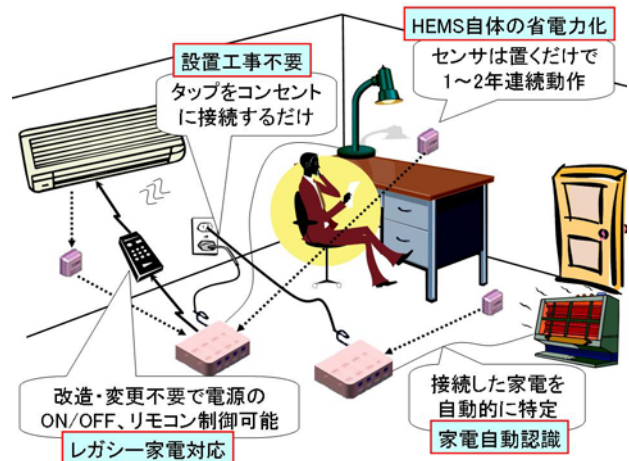 HEMS自体の省電力化
センサは置くだけで
1～2年連続動作
設置工事不要
タップをコンセント
に接続するだけ
改造・変更不要で電源の
ON/OFF、リモコン制御可能
レガシー家電対応
接続した家電を
自動的に特定
家電自動認識